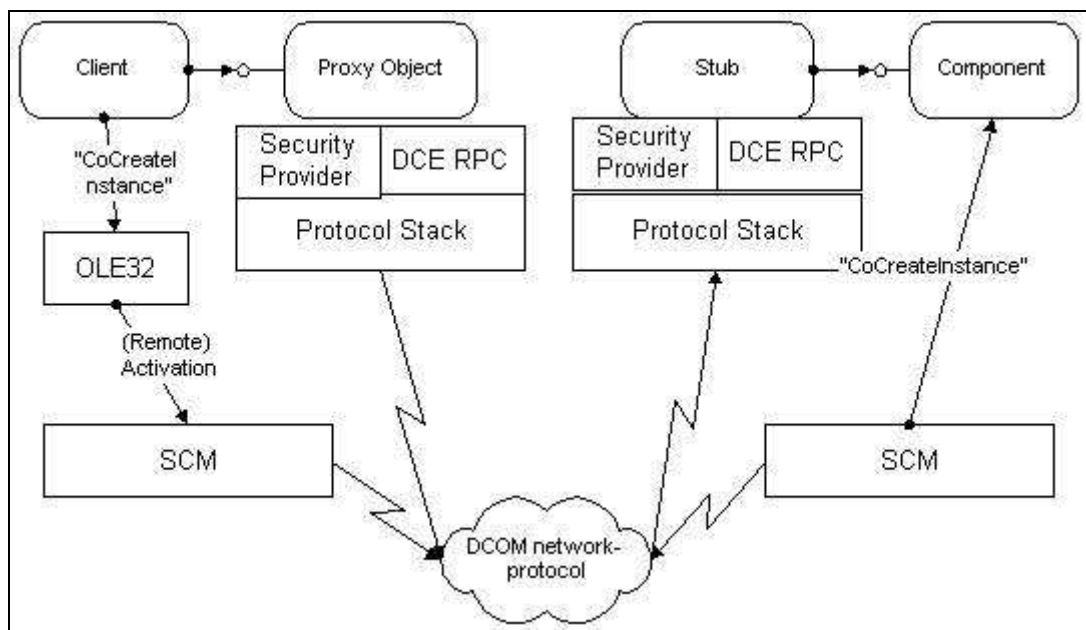 Client
Proxy Object
Stub
Component
Security
Provider
DCE RPC
Security
Provider
DCE RPC
"CoCreateI
nstance"
Protocol Stack
Protocol Stack
OLE32
"CoCreateInstance"
(Remote)
Activation
SCM
SCM
DCOM network-
protocol